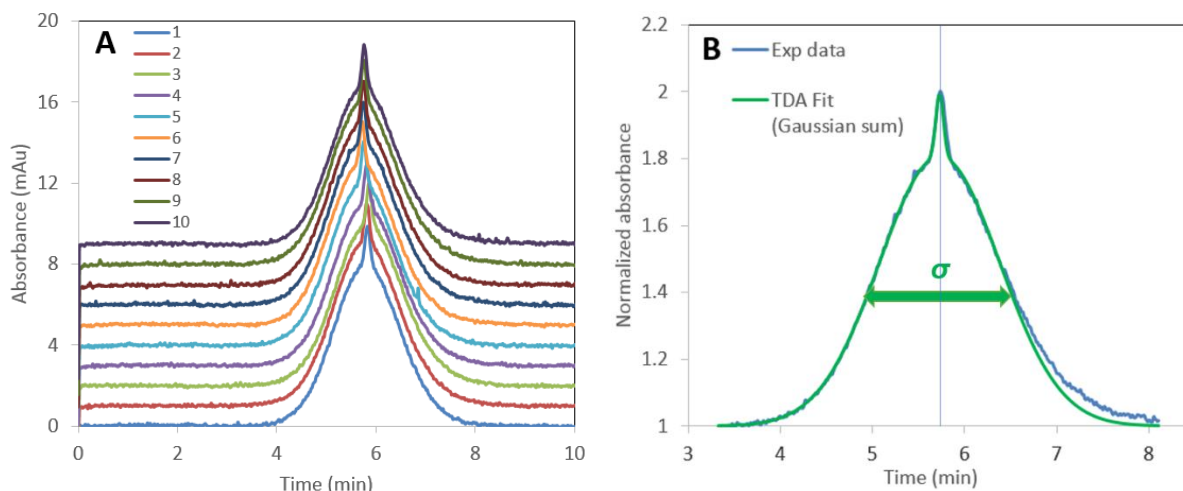 A
1
2
3
4
5
6
7
8
9
10
20
16
12
8
4
0
Absorbance (mAu)
0 2 4 6 8 10
Time (min)
B
Exp data
TDA Fit
(Gaussian sum)
σ
2.2
2
1.8
1.6
1.4
1.2
1
Normalized absorbance
3 4 5 6 7 8
Time (min)